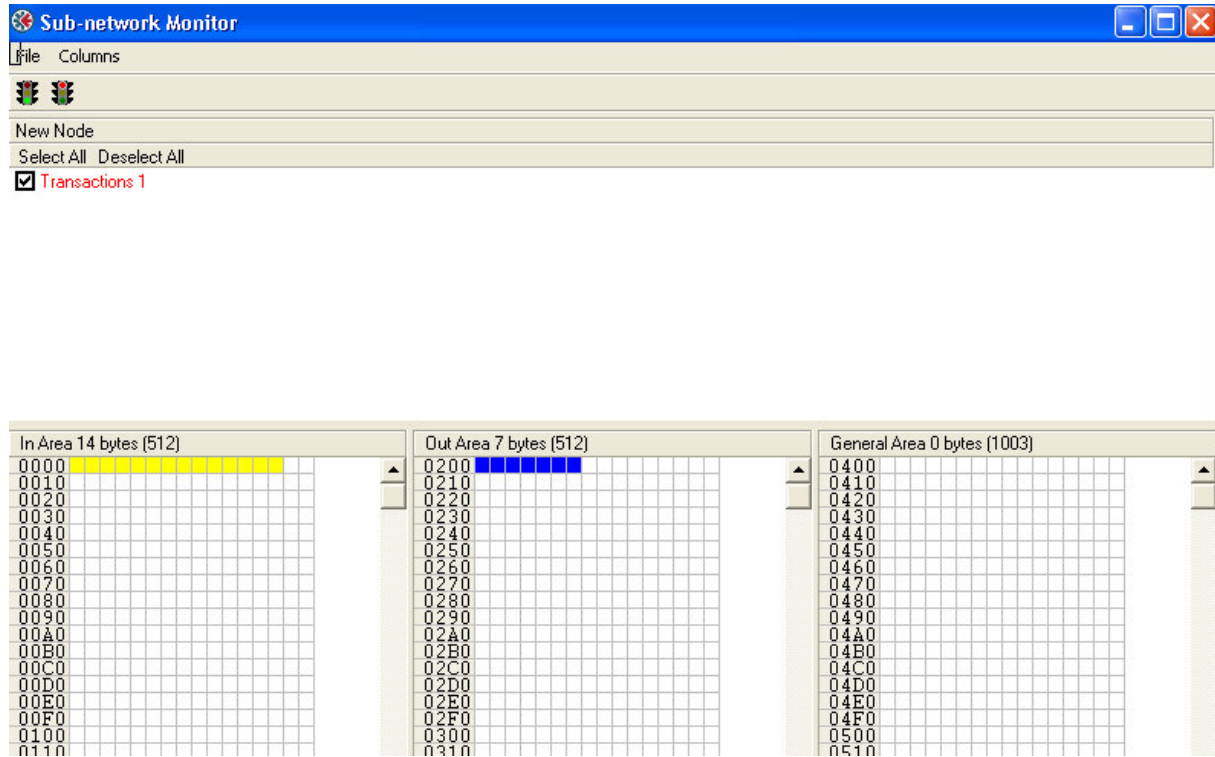 Sub-network Monitor
File Columns
New Node
Select All Deselect All
Transactions 1
In Area 14 bytes (512)
0000
0010
0020
0030
0040
0050
0060
0070
0080
0090
00A0
00B0
00C0
00D0
00E0
00F0
0100
0110
Out Area 7 bytes (512)
0200
0210
0220
0230
0240
0250
0260
0270
0280
0290
02A0
02B0
02C0
02D0
02E0
02F0
0300
0310
General Area 0 bytes (1003)
0400
0410
0420
0430
0440
0450
0460
0470
0480
0490
04A0
04B0
04C0
04D0
04E0
04F0
0500
0510